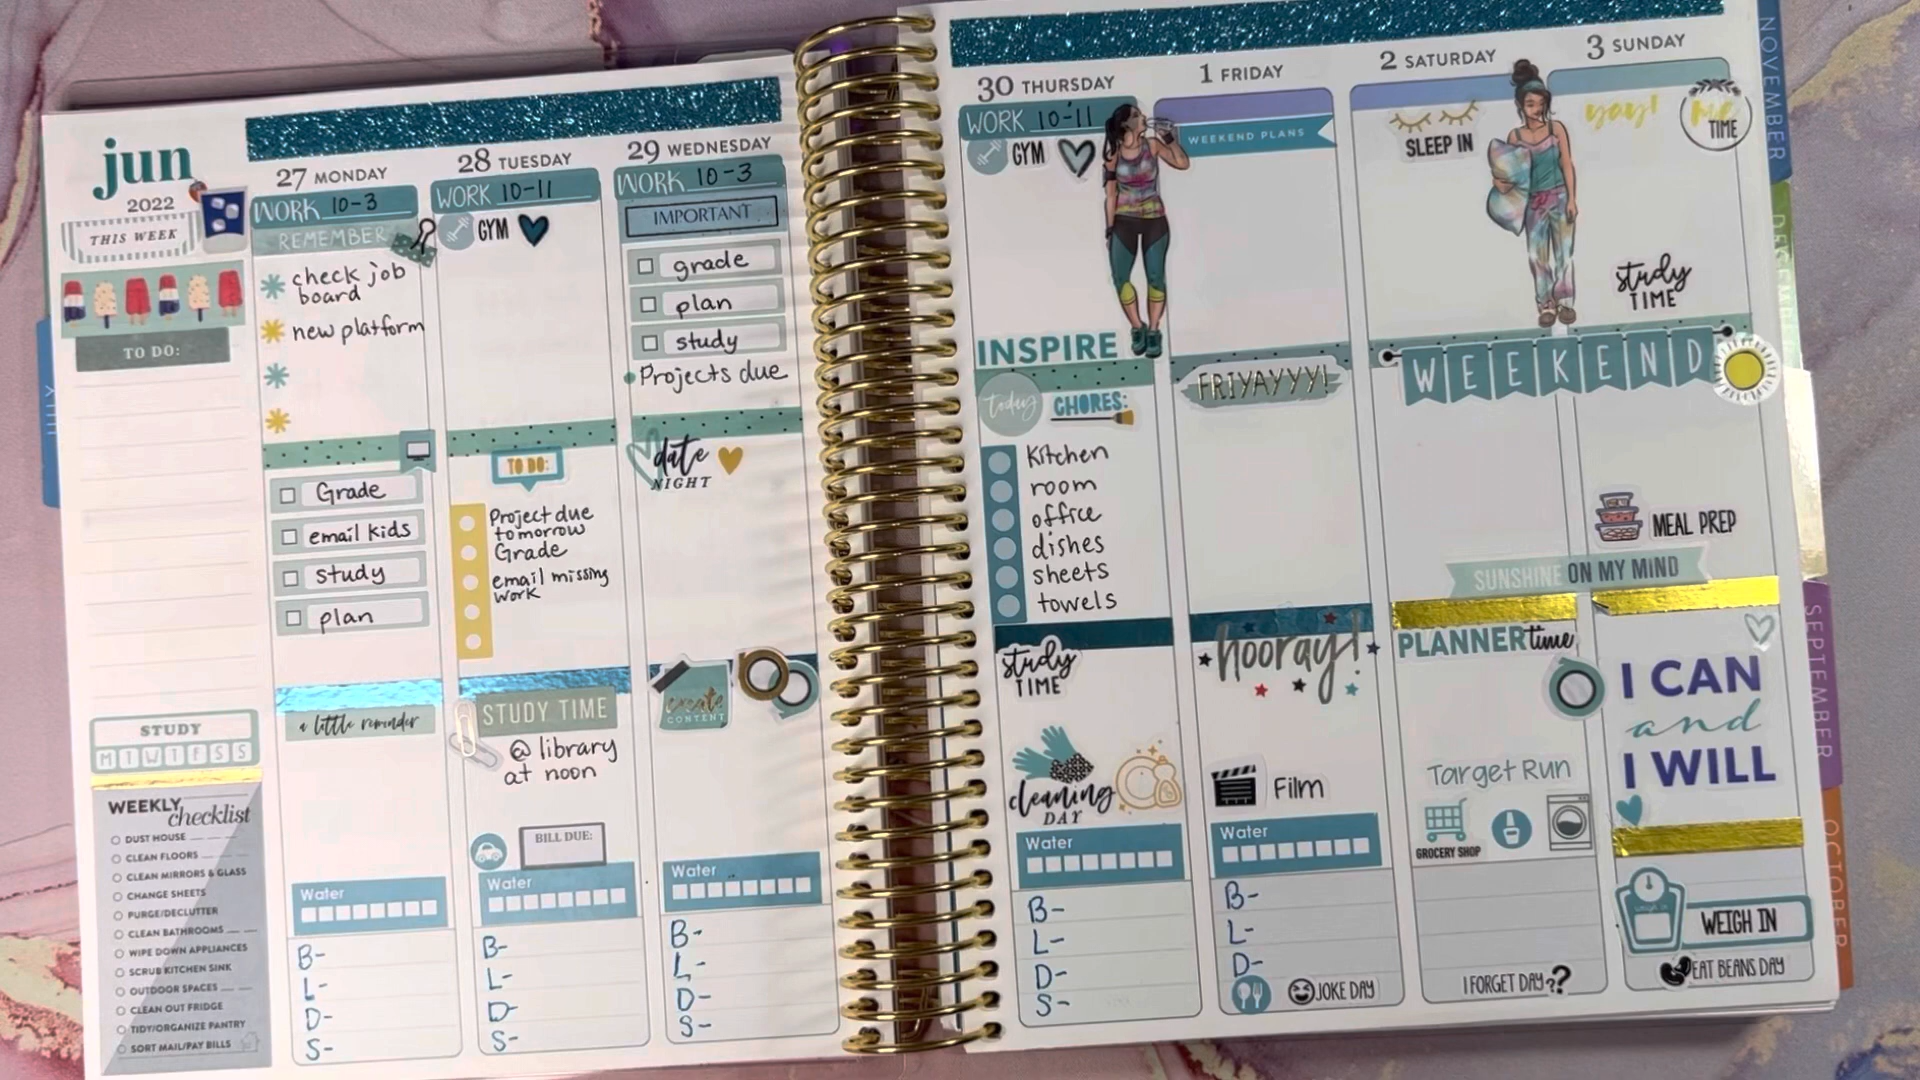 jun
2022
THIS WEEK
TO DO:
STUDY
M T W T F S S
WEEKLY
checklist
DUST HOUSE
CLEAN FLOORS
CLEAN MIRRORS & GLASS
CHANGE SHEETS
PURGE/DECLUTTER
CLEAN BATHROOMS
WIPE DOWN APPLIANCES
SCRUB KITCHEN SINK
OUTDOOR SPACES
CLEAN OUT FRIDGE
TIDY/ORGANIZE PANTRY
SORT MAIL/PAY BILLS
27 MONDAY
WORK 10-3
REMEMBER
check job
board
new platform
Grade
email kids
study
plan
a little reminder
Water
B-
L-
D-
S-
28 TUESDAY
WORK 10-11
GYM
TO DO:
Project due
tomorrow
Grade
email missing
work
STUDY TIME
@ library
at noon
BILL DUE:
Water
B-
L-
D-
S-
29 WEDNESDAY
WORK 10-3
IMPORTANT
grade
plan
study
Projects due
date
NIGHT
create
CONTENT
Water
B-
L-
D-
S-
30 THURSDAY
WORK 10-11
GYM
INSPIRE
today
CHORES:
Kitchen
room
office
dishes
sheets
towels
study
TIME
cleaning
DAY
Water
B-
L-
D-
S-
1 FRIDAY
WEEKEND PLANS
FRIYAYYY!
hooray!
Film
Water
B-
L-
D-
JOKE DAY
2 SATURDAY
SLEEP IN
WEEKEND
SUNSHINE ON MY MIND
PLANNER time
Target Run
GROCERY SHOP
I FORGET DAY ??
3 SUNDAY
yay!
me
TIME
study
TIME
MEAL PREP
I CAN
and
I WILL
WEIGH IN
EAT BEANS DAY
NOVEMBER
DECEMBER
SEPTEMBER
OCTOBER